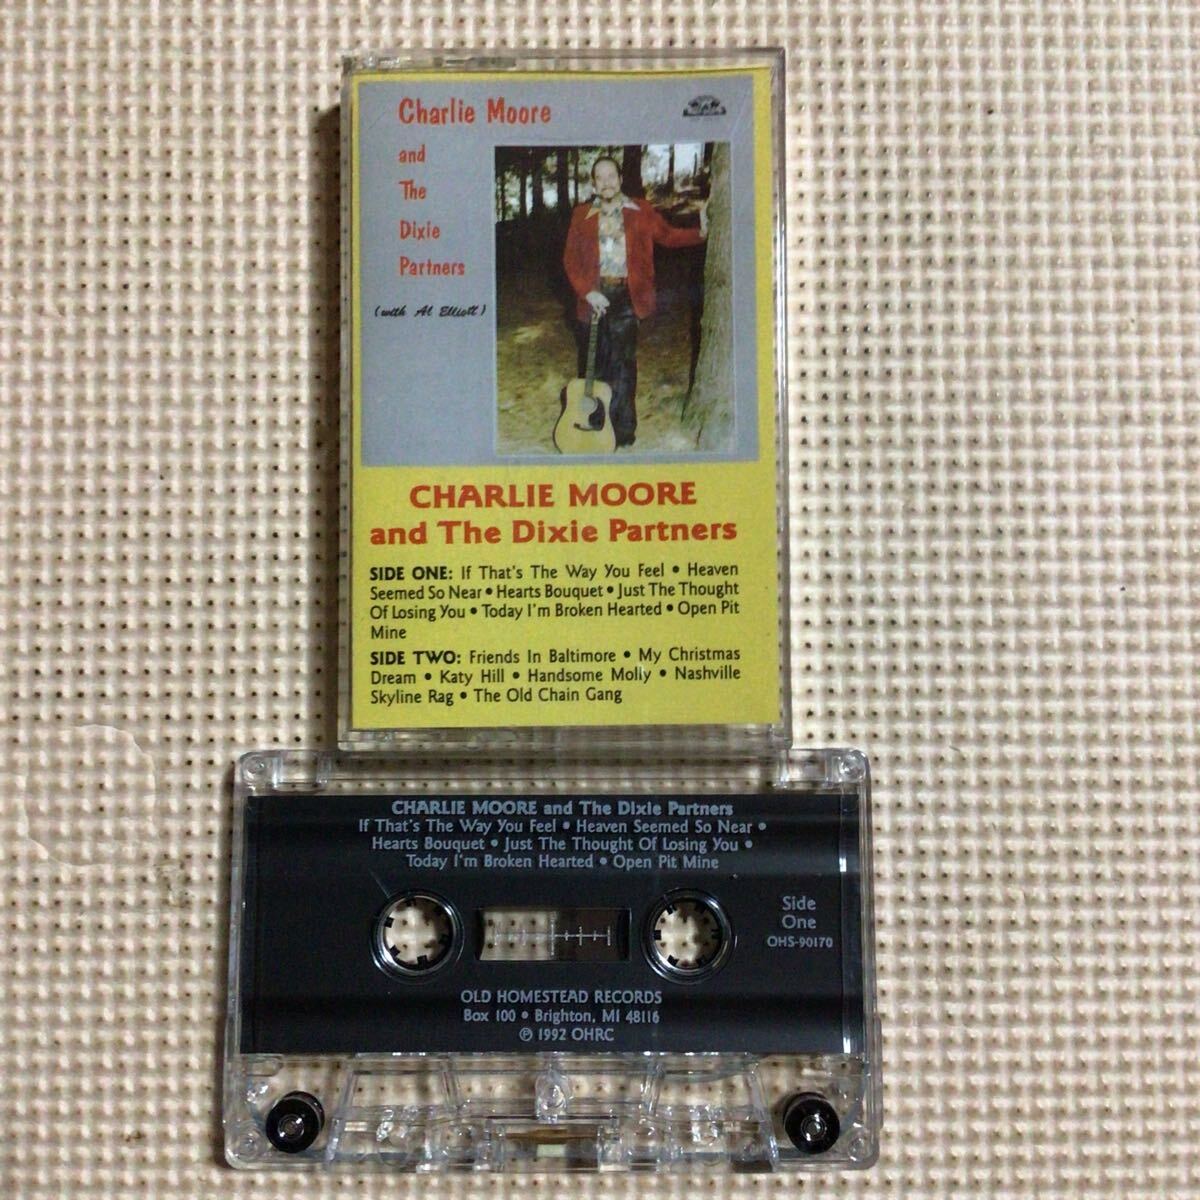 Charlie Moore
and
The
Dixie
Partners
(with Al Elliott)
CHARLIE MOORE
and The Dixie Partners
SIDE ONE: If That's The Way You Feel • Heaven
Seemed So Near • Hearts Bouquet • Just The Thought
Of Losing You • Today I'm Broken Hearted • Open Pit
Mine
SIDE TWO: Friends In Baltimore • My Christmas
Dream • Katy Hill • Handsome Molly • Nashville
Skyline Rag • The Old Chain Gang
CHARLIE MOORE and The Dixie Partners
If That's The Way You Feel • Heaven Seemed So Near •
Hearts Bouquet • Just The Thought Of Losing You •
Today I'm Broken Hearted • Open Pit Mine
Side
One
OHS-90170
OLD HOMESTEAD RECORDS
Box 100 • Brighton, MI 48116
℗ 1992 OHRC